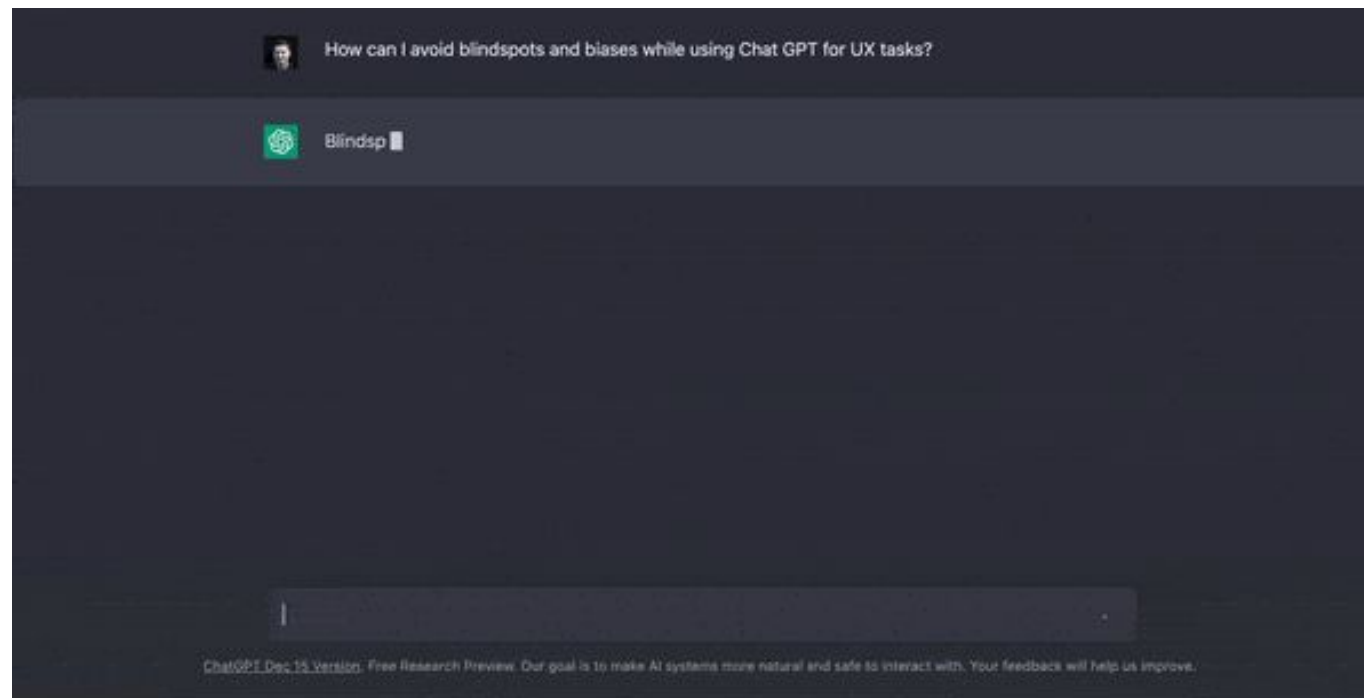 How can I avoid blindspots and biases while using Chat GPT for UX tasks?
Blindsp
ChatGPT Dec 15 Version. Free Research Preview. Our goal is to make AI systems more natural and safe to interact with. Your feedback will help us improve.